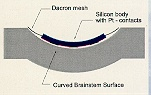 Dacron mesh
Silicon body
with Pt - contacts
Curved Brainstem Surface